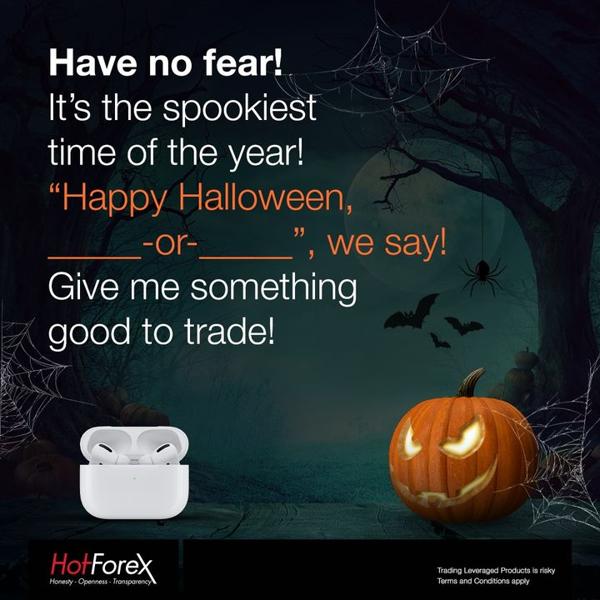 Have no fear!
It’s the spookiest
time of the year!
“Happy Halloween,
_____-or-_____”, we say!
Give me something
good to trade!
HotForex
Honesty - Openness - Transparency
Trading Leveraged Products is risky
Terms and Conditions apply